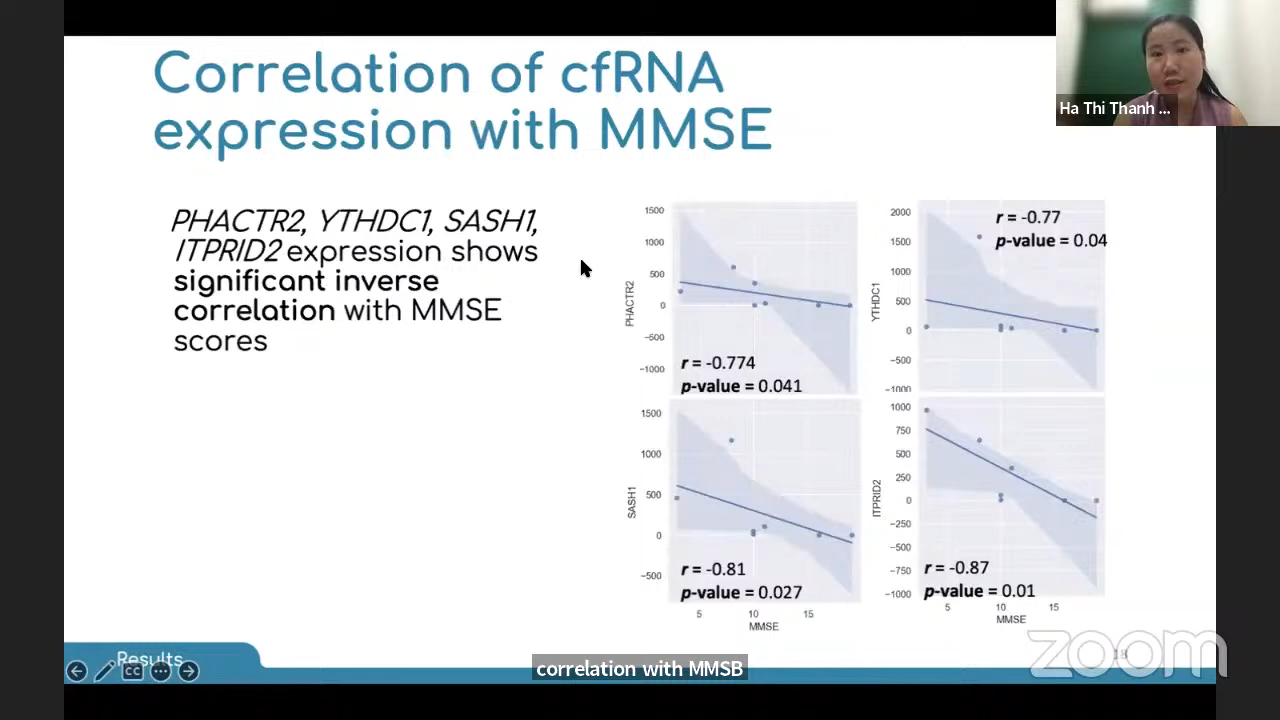 Correlation of cfRNA
expression with MMSE
Ha Thi Thanh ...
PHACTR2, YTHDC1, SASH1,
ITPRID2 expression shows
significant inverse
correlation with MMSE
scores
1500
1000
500
0
−500
−1000
PHACTR2
r = -0.774
p-value = 0.041
2000
1500
1000
500
0
−500
−1000
YTHDC1
r = -0.77
p-value = 0.04
1500
1000
500
0
−500
SASH1
r = -0.81
p-value = 0.027
5 10 15
MMSE
1000
750
500
250
0
−250
−500
−750
−1000
ITPRID2
r = -0.87
p-value = 0.01
5 10 15
MMSE
Results
CC
correlation with MMSB
18
zoom